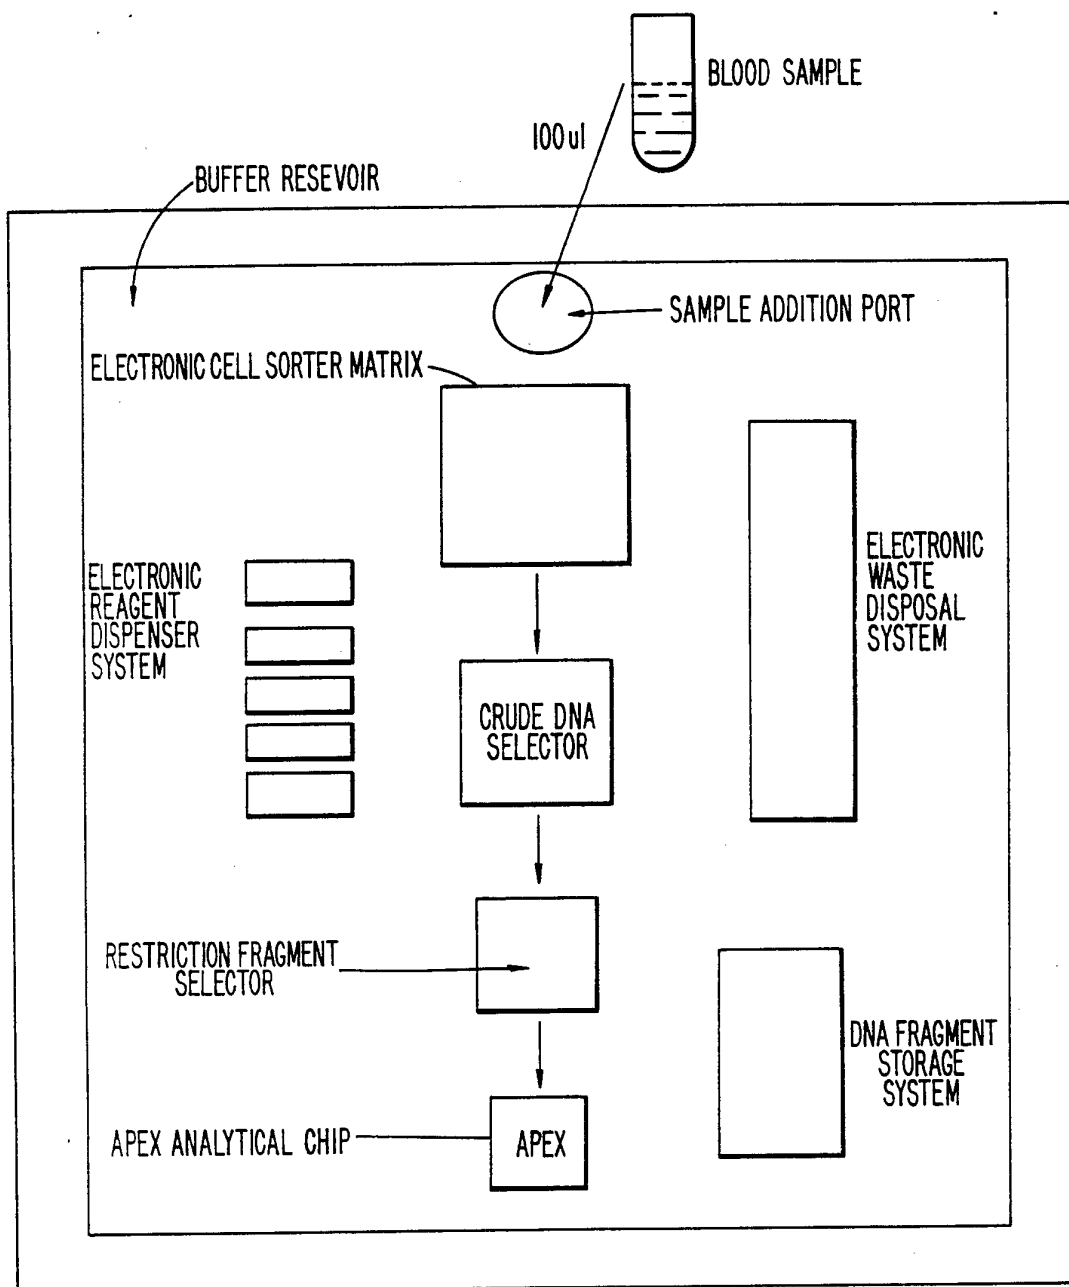 BLOOD SAMPLE
100ul
BUFFER RESEVOIR
SAMPLE ADDITION PORT
ELECTRONIC CELL SORTER MATRIX
ELECTRONIC
REAGENT
DISPENSER
SYSTEM
ELECTRONIC
WASTE
DISPOSAL
SYSTEM
CRUDE DNA
SELECTOR
RESTRICTION FRAGMENT
SELECTOR
DNA FRAGMENT
STORAGE
SYSTEM
APEX ANALYTICAL CHIP
APEX